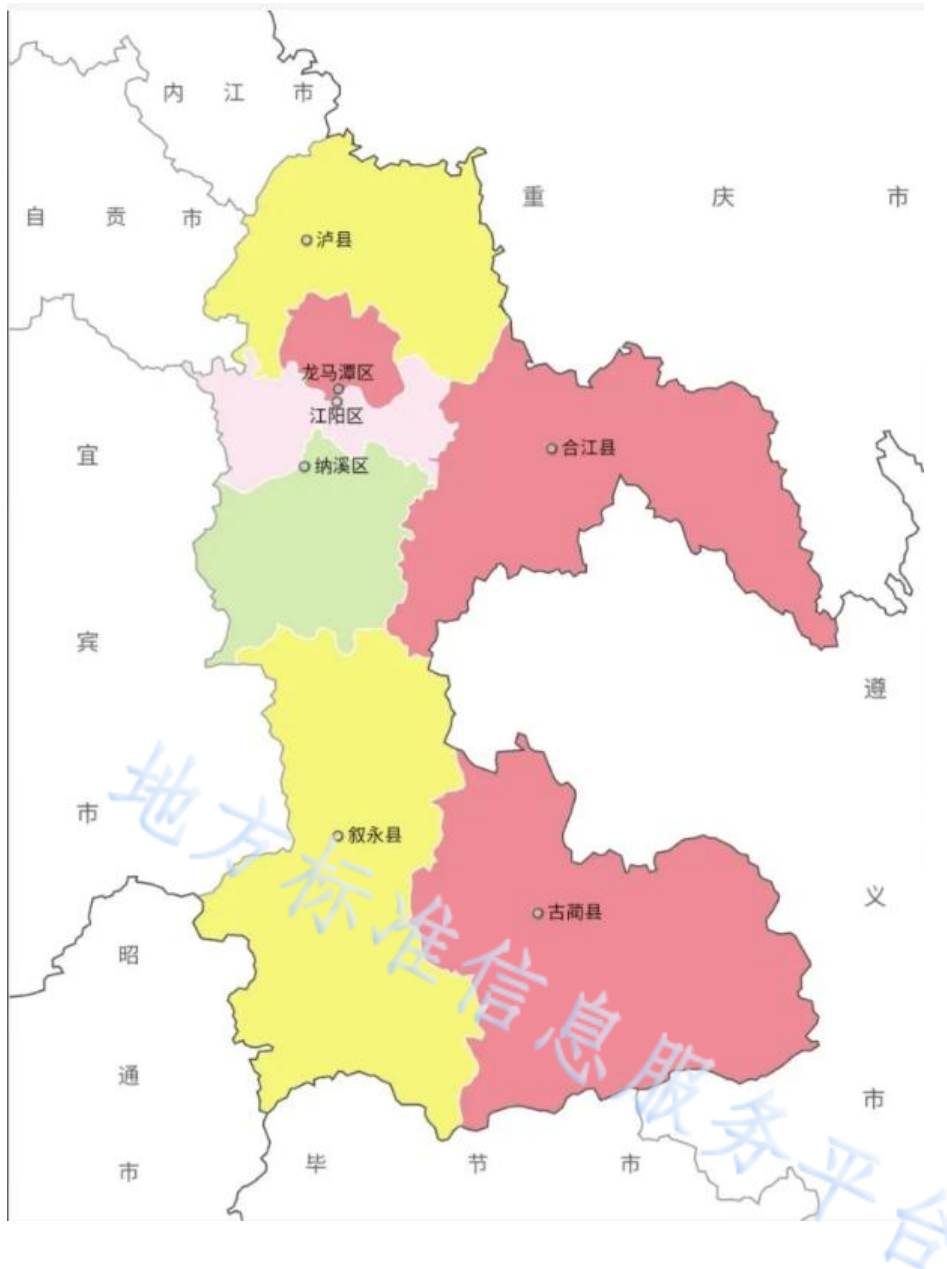 内江市
重庆市
自贡市
泸县
龙马潭区
江阳区
合江县
纳溪区
宜宾市
遵义市
叙永县
古蔺县
昭通市
毕节市
地方标准信息服务平台